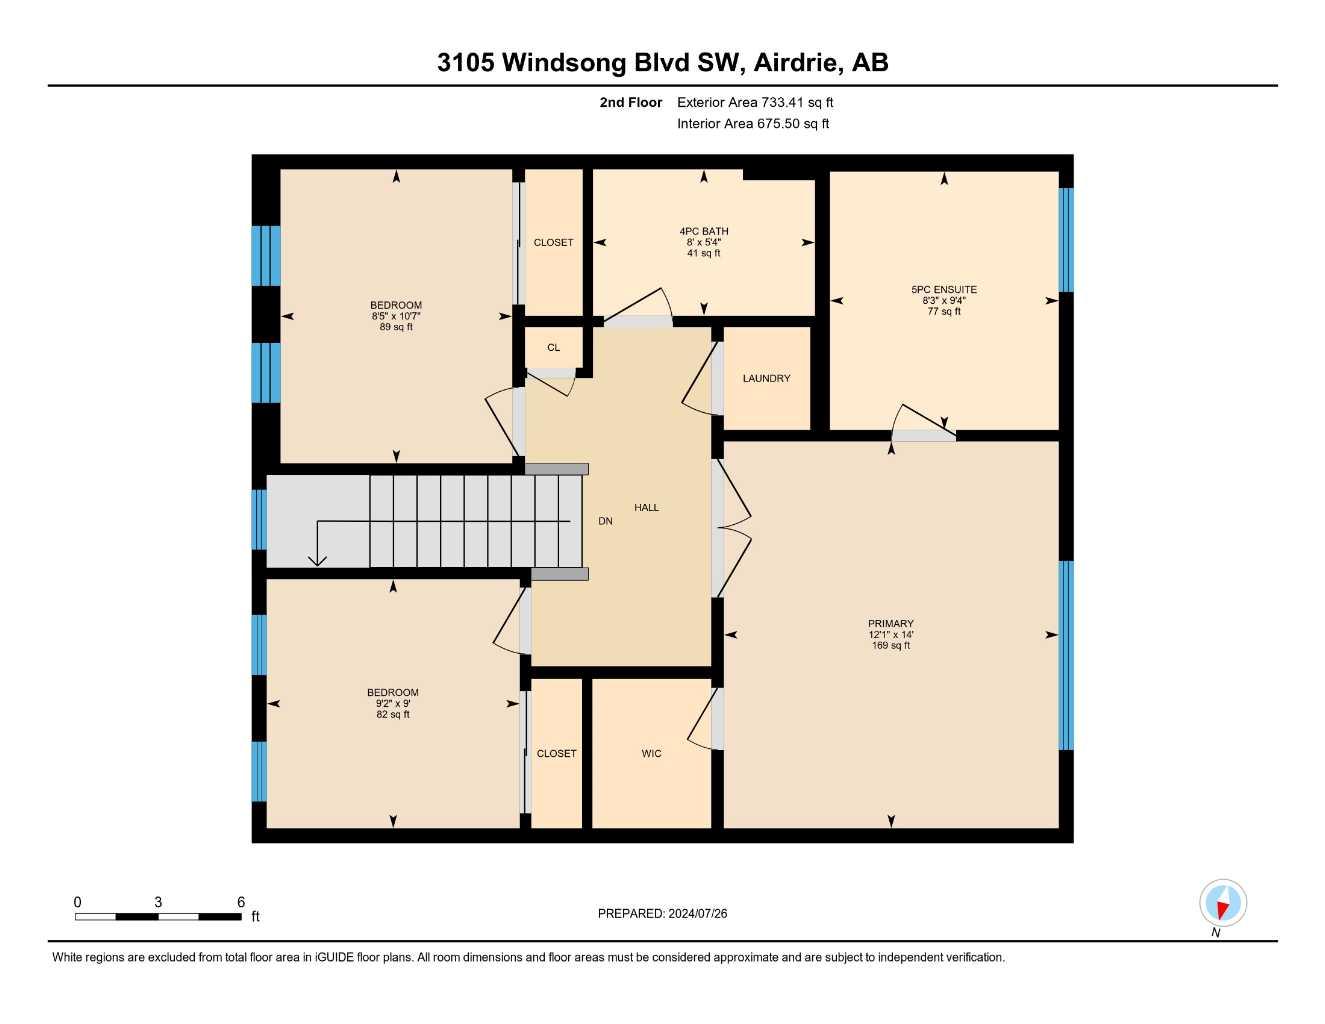 3105 Windsong Blvd SW, Airdrie, AB
2nd Floor Exterior Area 733.41 sq ft
Interior Area 675.50 sq ft
CLOSET
4PC BATH
8' x 5'4"
41 sq ft
BEDROOM
8'5" x 10'7"
89 sq ft
5PC ENSUITE
8'3" x 9'4"
77 sq ft
CL
LAUNDRY
HALL
DN
PRIMARY
12'1" x 14'
169 sq ft
BEDROOM
9'2" x 9'
82 sq ft
CLOSET
WIC
0 3 6
ft
PREPARED: 2024/07/26
N
White regions are excluded from total floor area in iGUIDE floor plans. All room dimensions and floor areas must be considered approximate and are subject to independent verification.